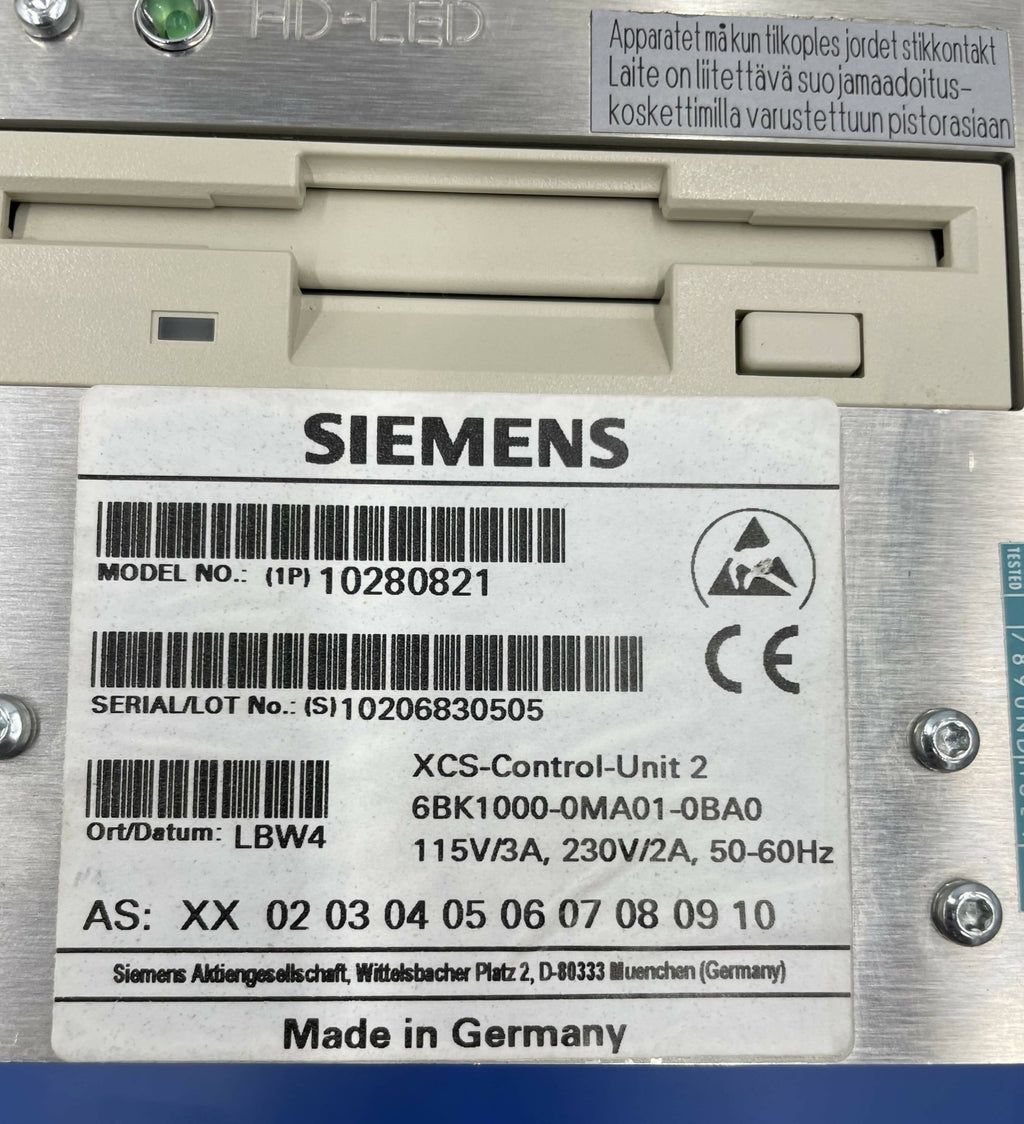 HD-LED
Apparatet må kun tilkoples jordet stikkontakt
Laite on liitettävä suojamaadoitus-
koskettimilla varustettuun pistorasiaan
SIEMENS
MODEL NO.: (1P) 10280821
SERIAL/LOT No.: (S) 10206830505
Ort/Datum: LBW4
XCS-Control-Unit 2
6BK1000-0MA01-0BA0
115V/3A, 230V/2A, 50-60Hz
AS: XX 02 03 04 05 06 07 08 09 10
Siemens Aktiengesellschaft, Wittelsbacher Platz 2, D-80333 Muenchen (Germany)
Made in Germany
CE
TESTED